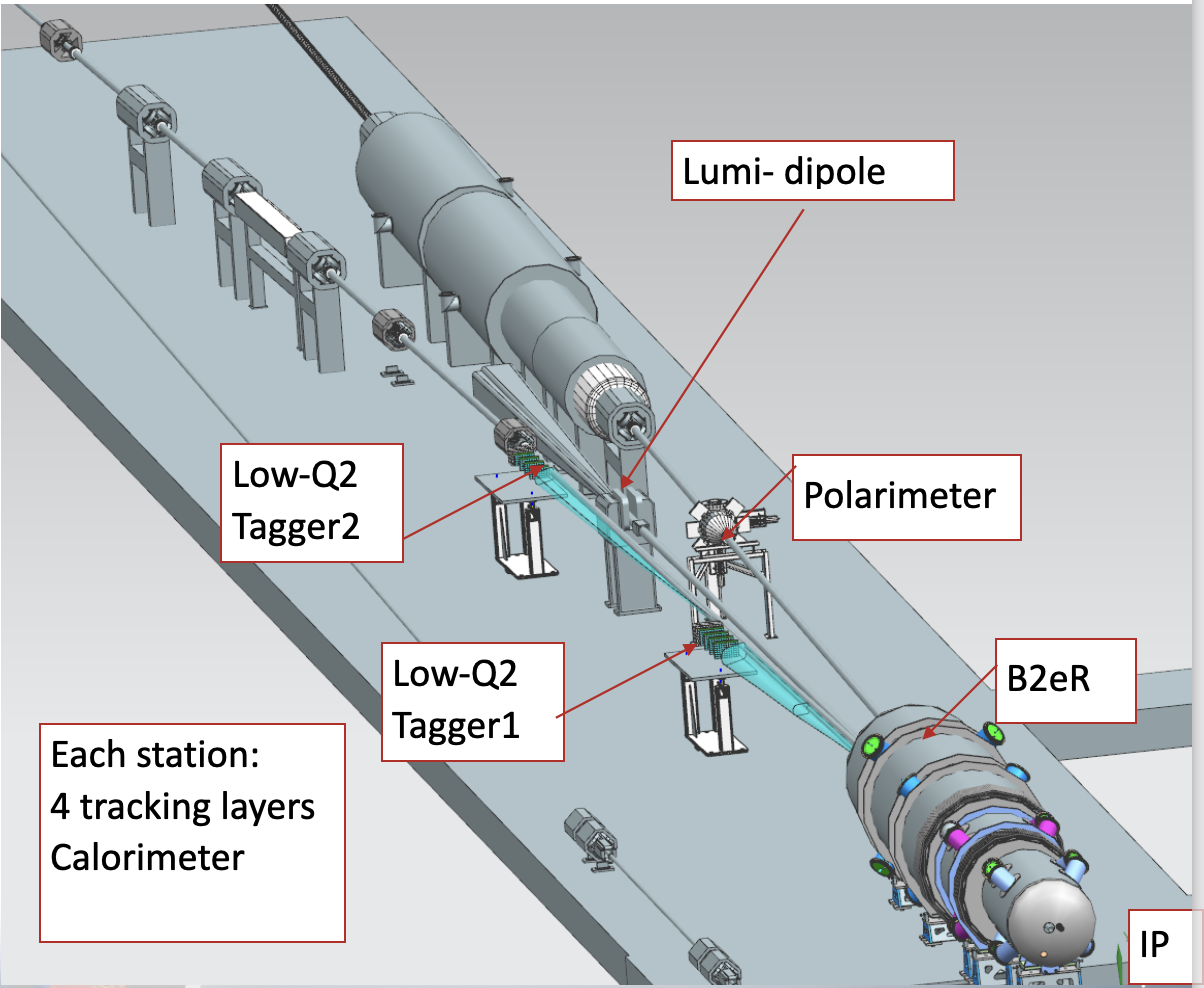 Lumi- dipole
Low-Q2
Tagger2
Polarimeter
Low-Q2
Tagger1
B2eR
Each station:
4 tracking layers
Calorimeter
IP